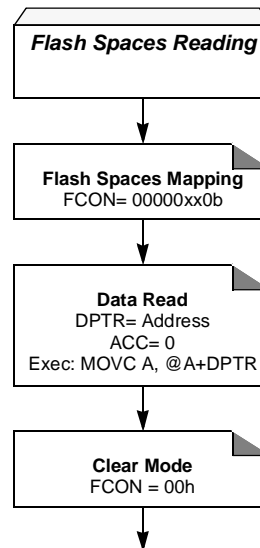 Flash Spaces Reading
Flash Spaces Mapping
FCON= 00000xx0b
Data Read
DPTR= Address
ACC= 0
Exec: MOVC A, @A+DPTR
Clear Mode
FCON = 00h